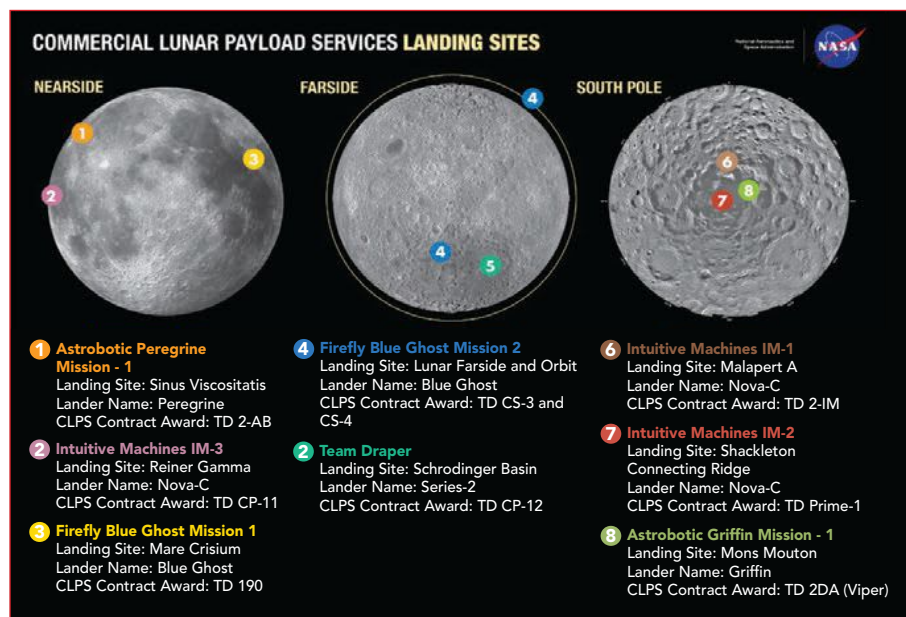 COMMERCIAL LUNAR PAYLOAD SERVICES LANDING SITES
National Aeronautics and
Space Administration
NASA
NEARSIDE
FARSIDE
SOUTH POLE
1
2
3
4
4
5
6
7
8
1 Astrobotic Peregrine
Mission - 1
Landing Site: Sinus Viscositatis
Lander Name: Peregrine
CLPS Contract Award: TD 2-AB
2 Intuitive Machines IM-3
Landing Site: Reiner Gamma
Lander Name: Nova-C
CLPS Contract Award: TD CP-11
3 Firefly Blue Ghost Mission 1
Landing Site: Mare Crisium
Lander Name: Blue Ghost
CLPS Contract Award: TD 190
4 Firefly Blue Ghost Mission 2
Landing Site: Lunar Farside and Orbit
Lander Name: Blue Ghost
CLPS Contract Award: TD CS-3 and
CS-4
2 Team Draper
Landing Site: Schrodinger Basin
Lander Name: Series-2
CLPS Contract Award: TD CP-12
6 Intuitive Machines IM-1
Landing Site: Malapert A
Lander Name: Nova-C
CLPS Contract Award: TD 2-IM
7 Intuitive Machines IM-2
Landing Site: Shackleton
Connecting Ridge
Lander Name: Nova-C
CLPS Contract Award: TD Prime-1
8 Astrobotic Griffin Mission - 1
Landing Site: Mons Mouton
Lander Name: Griffin
CLPS Contract Award: TD 2DA (Viper)